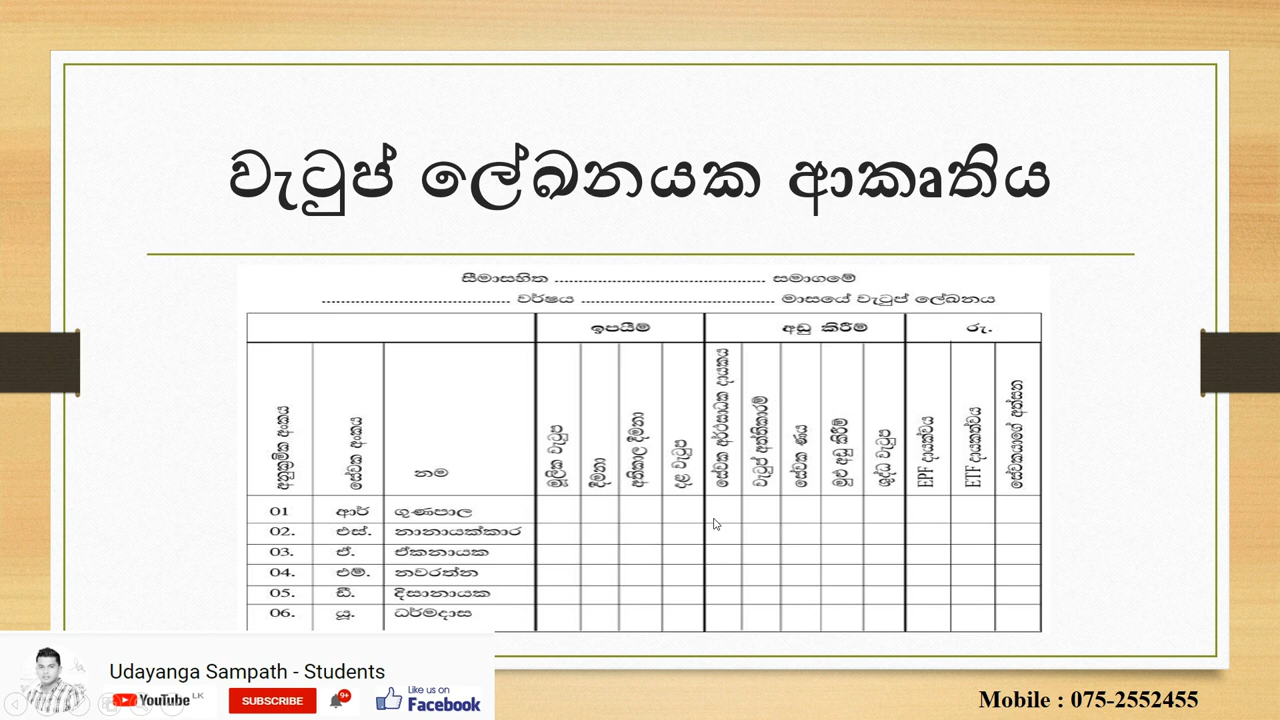 වැටුප් ලේඛනයක ආකෘතිය
සීමාසහිත ............................................ සමාගමේ
........................................ වර්ෂය ......................................... මාසයේ වැටුප් ලේඛනය
ඉපයීම් අඩු කිරීම් රු.
අනුක්‍රමික අංකය සේවක අංකය නම මූලික වැටුප දීමනා අතිකාල දීමනා දළ වැටුප සේවක අර්ථසාධක දායකය වැටුප් අත්තිකාරම් සේවක ණය මුළු අඩු කිරීම් ශුද්ධ වැටුප EPF දායකත්වය ETF දායකත්වය සේවකයාගේ අත්සන
01 ආර් ගුණපාල
02. එස්. නානායක්කාර
03. ඒ. ඒකනායක
04. එම්. නවරත්න
05. ඩී. දිසානායක
06. යූ. ධර්මදාස
Udayanga Sampath - Students
YouTube LK SUBSCRIBE 9+ Like us on Facebook
Mobile : 075-2552455